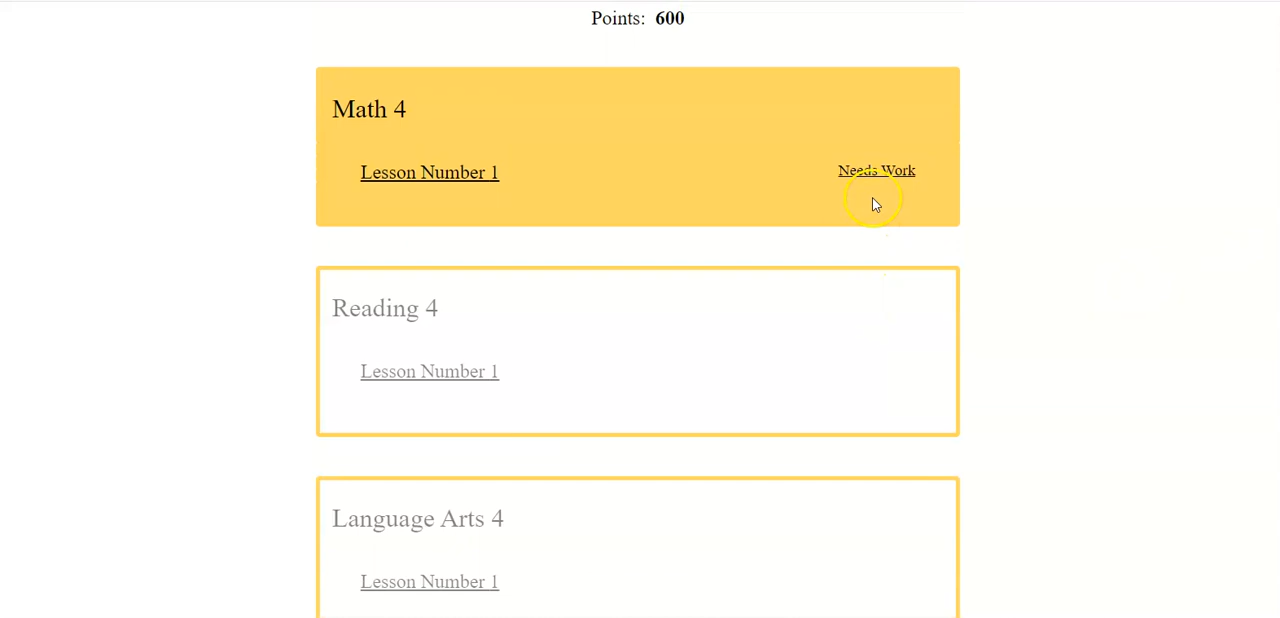 Points: 600
Math 4
Lesson Number 1 Needs Work
Reading 4
Lesson Number 1
Language Arts 4
Lesson Number 1